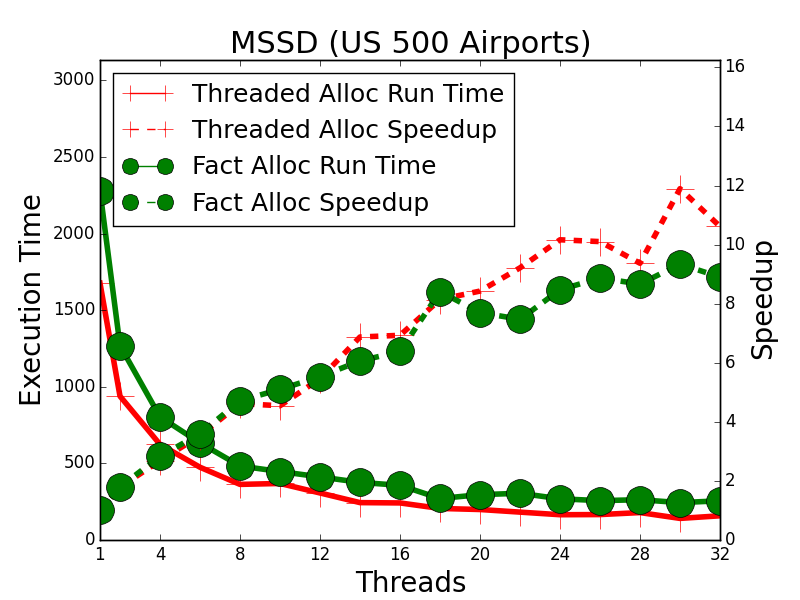 MSSD (US 500 Airports)
Threaded Alloc Run Time
Threaded Alloc Speedup
Fact Alloc Run Time
Fact Alloc Speedup
Execution Time
3000
2500
2000
1500
1000
500
0
Speedup
16
14
12
10
8
6
4
2
0
1 4 8 12 16 20 24 28 32
Threads